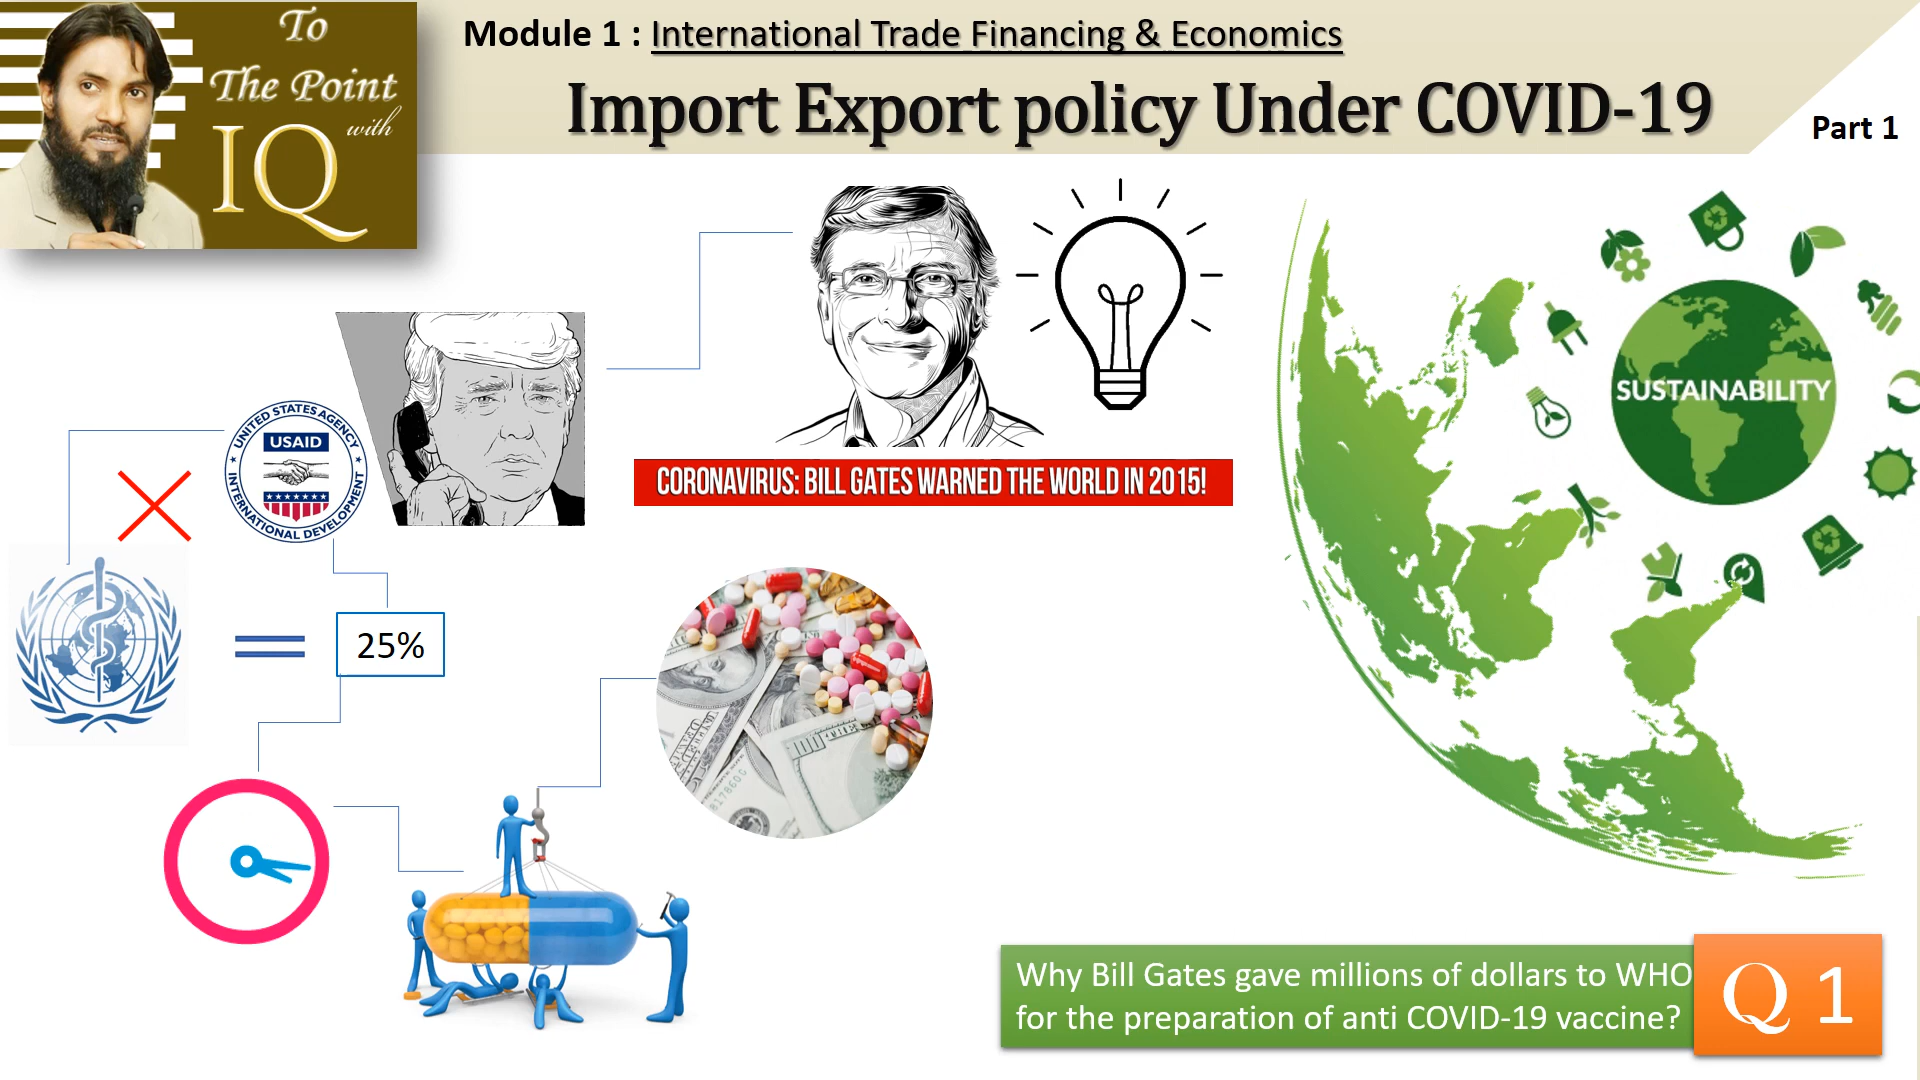 To
The Point
with
IQ
Module 1 : International Trade Financing & Economics
Import Export policy Under COVID-19
Part 1
SUSTAINABILITY
UNITED STATES AGENCY
USAID
INTERNATIONAL DEVELOPMENT
CORONAVIRUS: BILL GATES WARNED THE WORLD IN 2015!
25%
100
Why Bill Gates gave millions of dollars to WHO
for the preparation of anti COVID-19 vaccine?
Q 1